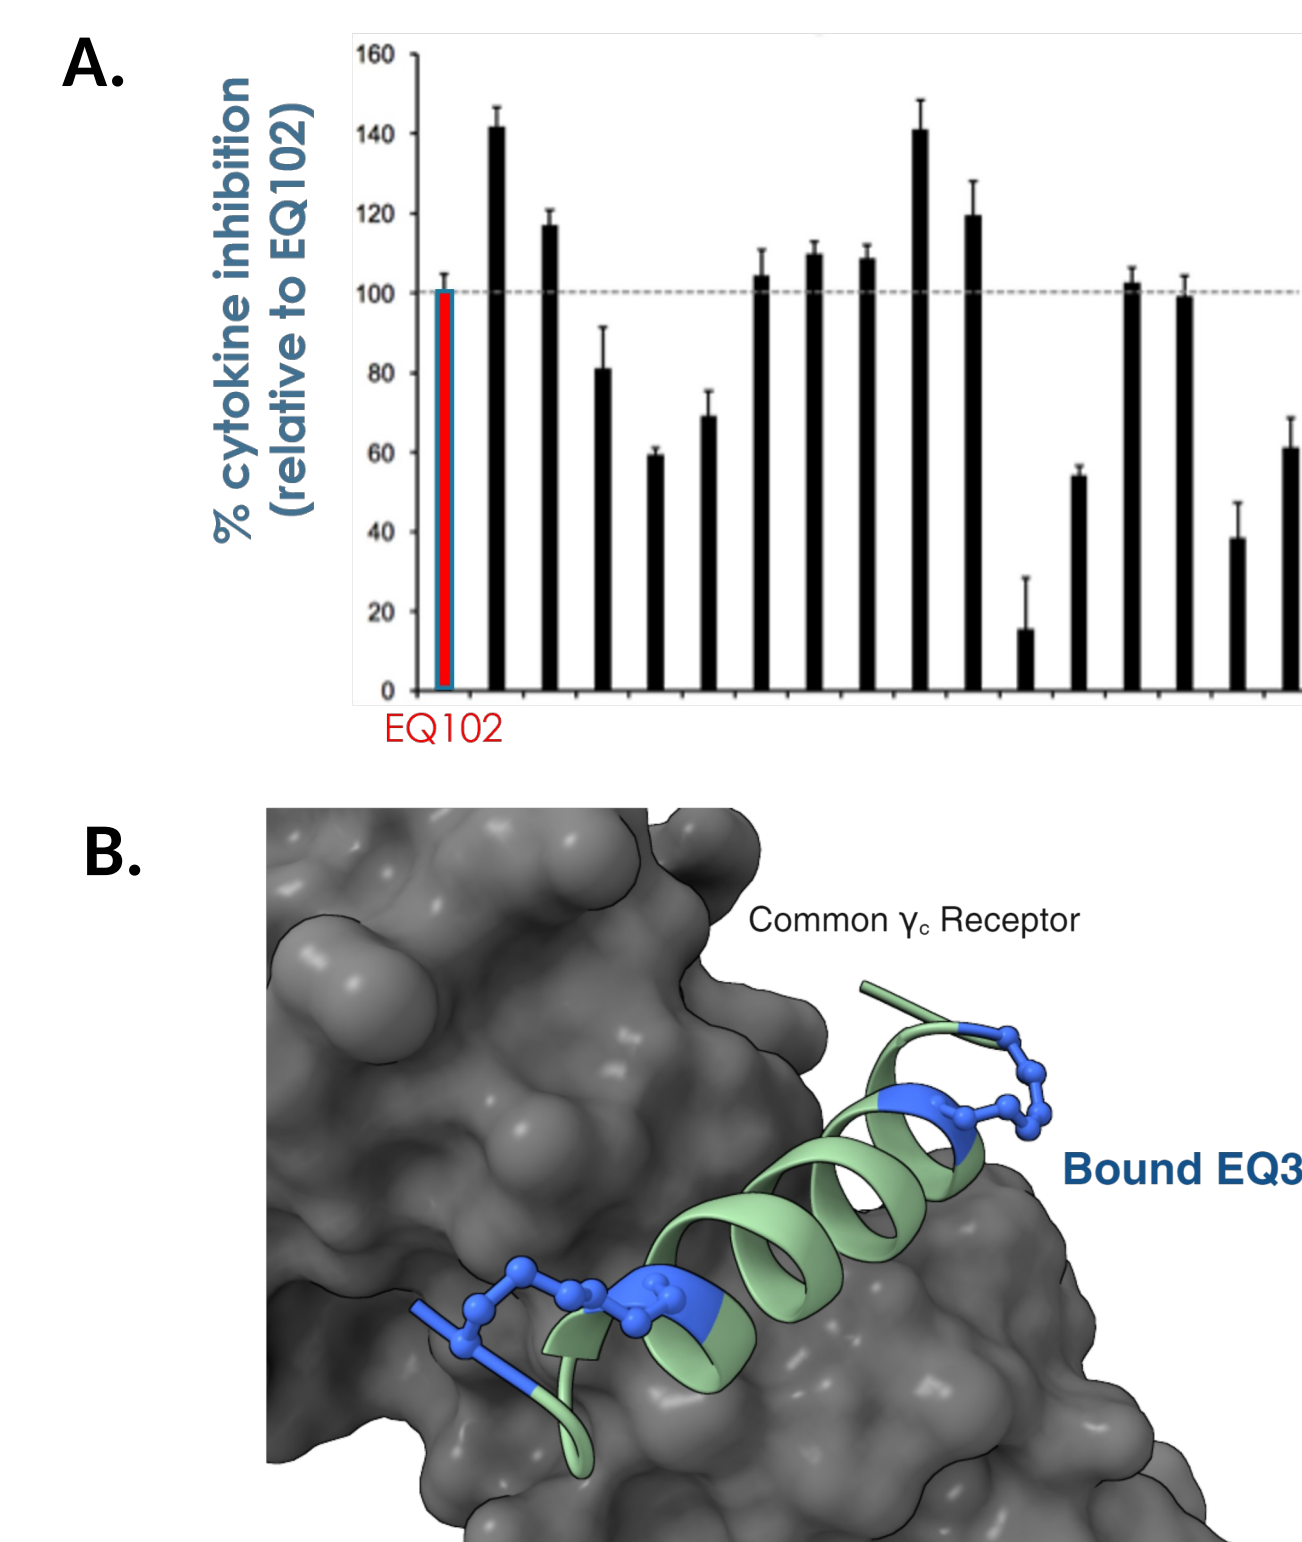 A.
% cytokine inhibition
(relative to EQ102)
160
140
120
100
80
60
40
20
0
EQ102
B.
Common γc Receptor
Bound EQ3